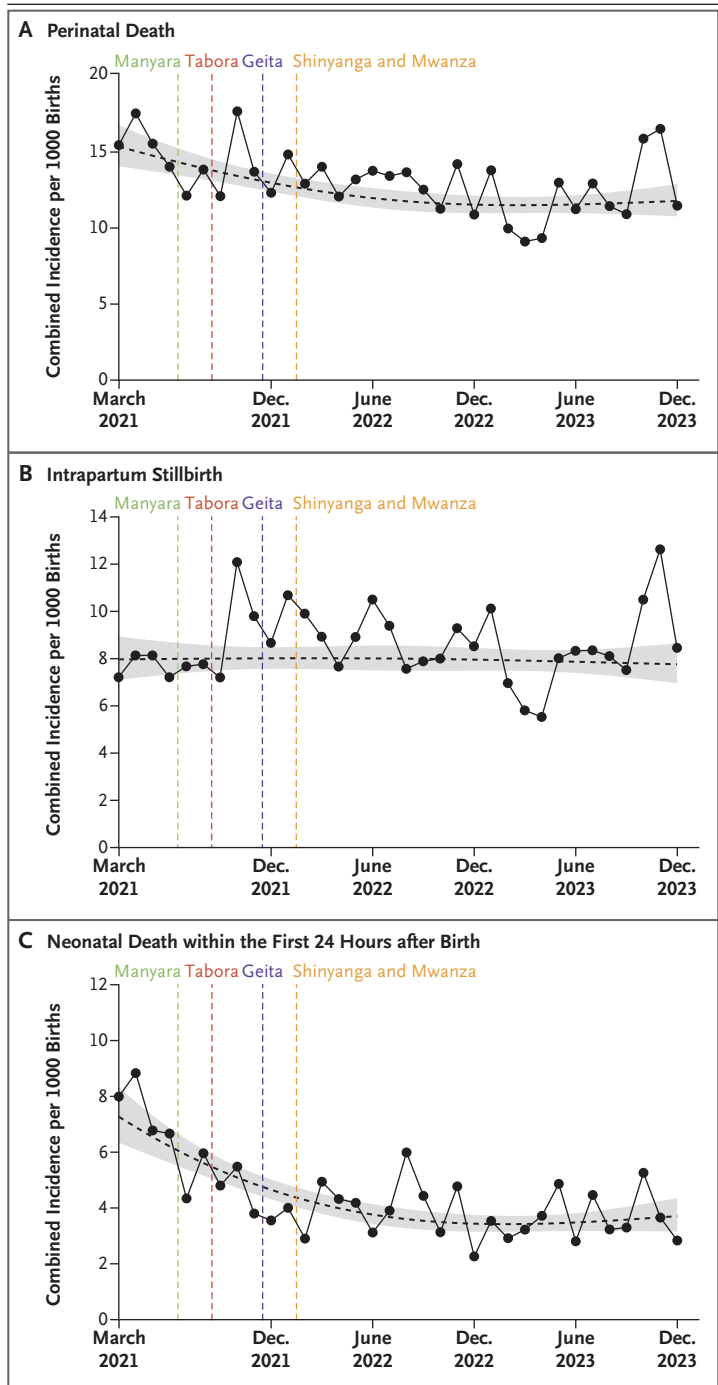 A Perinatal Death
Manyara Tabora Geita Shinyanga and Mwanza
Combined Incidence per 1000 Births
20
15
10
5
0
March 2021
Dec. 2021
June 2022
Dec. 2022
June 2023
Dec. 2023
B Intrapartum Stillbirth
Manyara Tabora Geita Shinyanga and Mwanza
Combined Incidence per 1000 Births
14
12
10
8
6
4
2
0
March 2021
Dec. 2021
June 2022
Dec. 2022
June 2023
Dec. 2023
C Neonatal Death within the First 24 Hours after Birth
Manyara Tabora Geita Shinyanga and Mwanza
Combined Incidence per 1000 Births
12
10
8
6
4
2
0
March 2021
Dec. 2021
June 2022
Dec. 2022
June 2023
Dec. 2023